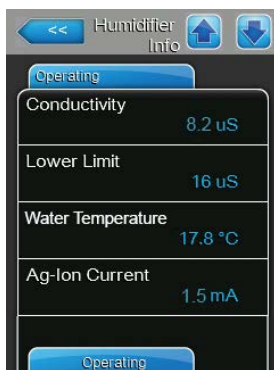 << Humidifier
Info
Operating
Conductivity
8.2 uS
Lower Limit
16 uS
Water Temperature
17.8 °C
Ag-Ion Current
1.5 mA
Operating